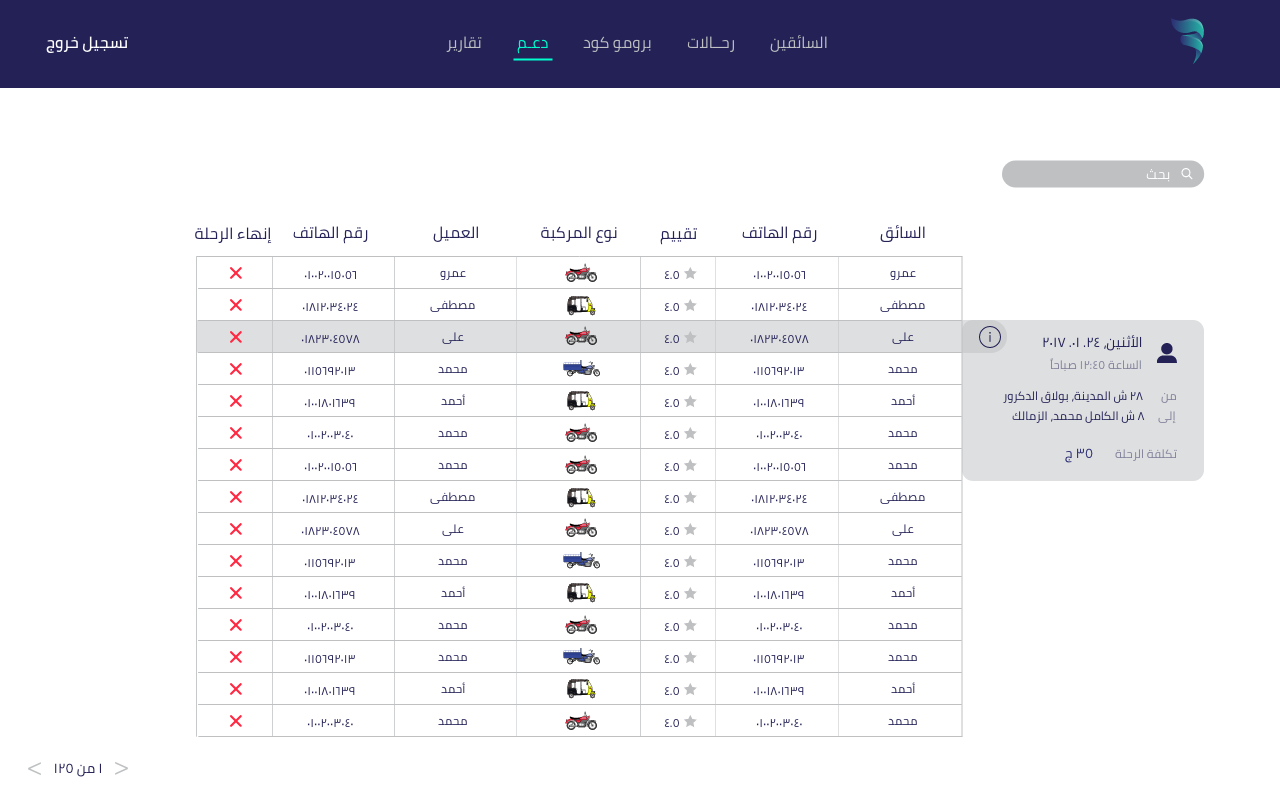 السائقين
رحــالات
برومو كود
دعـم
تقارير
تسجيل خروج
بحث
السائق رقم الهاتف تقييم نوع المركبة العميل رقم الهاتف إنهاء الرحلة
عمرو ٠١٠٠٢٠٠١٥٠٥٦ ٤.٥ عمرو ٠١٠٠٢٠٠١٥٠٥٦
مصطفى ٠١٨١٢٠٣٤٠٢٤ ٤.٥ مصطفى ٠١٨١٢٠٣٤٠٢٤
على ٠١٨٢٣٠٤٥٧٨ ٤.٥ على ٠١٨٢٣٠٤٥٧٨
محمد ٠١١٥٦٩٢٠١٣ ٤.٥ محمد ٠١١٥٦٩٢٠١٣
أحمد ٠١٠٠١٨٠١٦٣٩ ٤.٥ أحمد ٠١٠٠١٨٠١٦٣٩
محمد ٠١٠٠٢٠٠٣٠٤٠ ٤.٥ محمد ٠١٠٠٢٠٠٣٠٤٠
محمد ٠١٠٠٢٠٠١٥٠٥٦ ٤.٥ محمد ٠١٠٠٢٠٠١٥٠٥٦
مصطفى ٠١٨١٢٠٣٤٠٢٤ ٤.٥ مصطفى ٠١٨١٢٠٣٤٠٢٤
على ٠١٨٢٣٠٤٥٧٨ ٤.٥ على ٠١٨٢٣٠٤٥٧٨
محمد ٠١١٥٦٩٢٠١٣ ٤.٥ محمد ٠١١٥٦٩٢٠١٣
أحمد ٠١٠٠١٨٠١٦٣٩ ٤.٥ أحمد ٠١٠٠١٨٠١٦٣٩
محمد ٠١٠٠٢٠٠٣٠٤٠ ٤.٥ محمد ٠١٠٠٢٠٠٣٠٤٠
محمد ٠١١٥٦٩٢٠١٣ ٤.٥ محمد ٠١١٥٦٩٢٠١٣
أحمد ٠١٠٠١٨٠١٦٣٩ ٤.٥ أحمد ٠١٠٠١٨٠١٦٣٩
محمد ٠١٠٠٢٠٠٣٠٤٠ ٤.٥ محمد ٠١٠٠٢٠٠٣٠٤٠
الأثنين, ٢٤. ٠١. ٢٠١٧
الساعة ١٢:٤٥ صباحاً
من ٢٨ ش المدينة, بولاق الدكرور
إلى ٨ ش الكامل محمد, الزمالك
تكلفة الرحلة ٣٥ ج
١ من ١٢٥